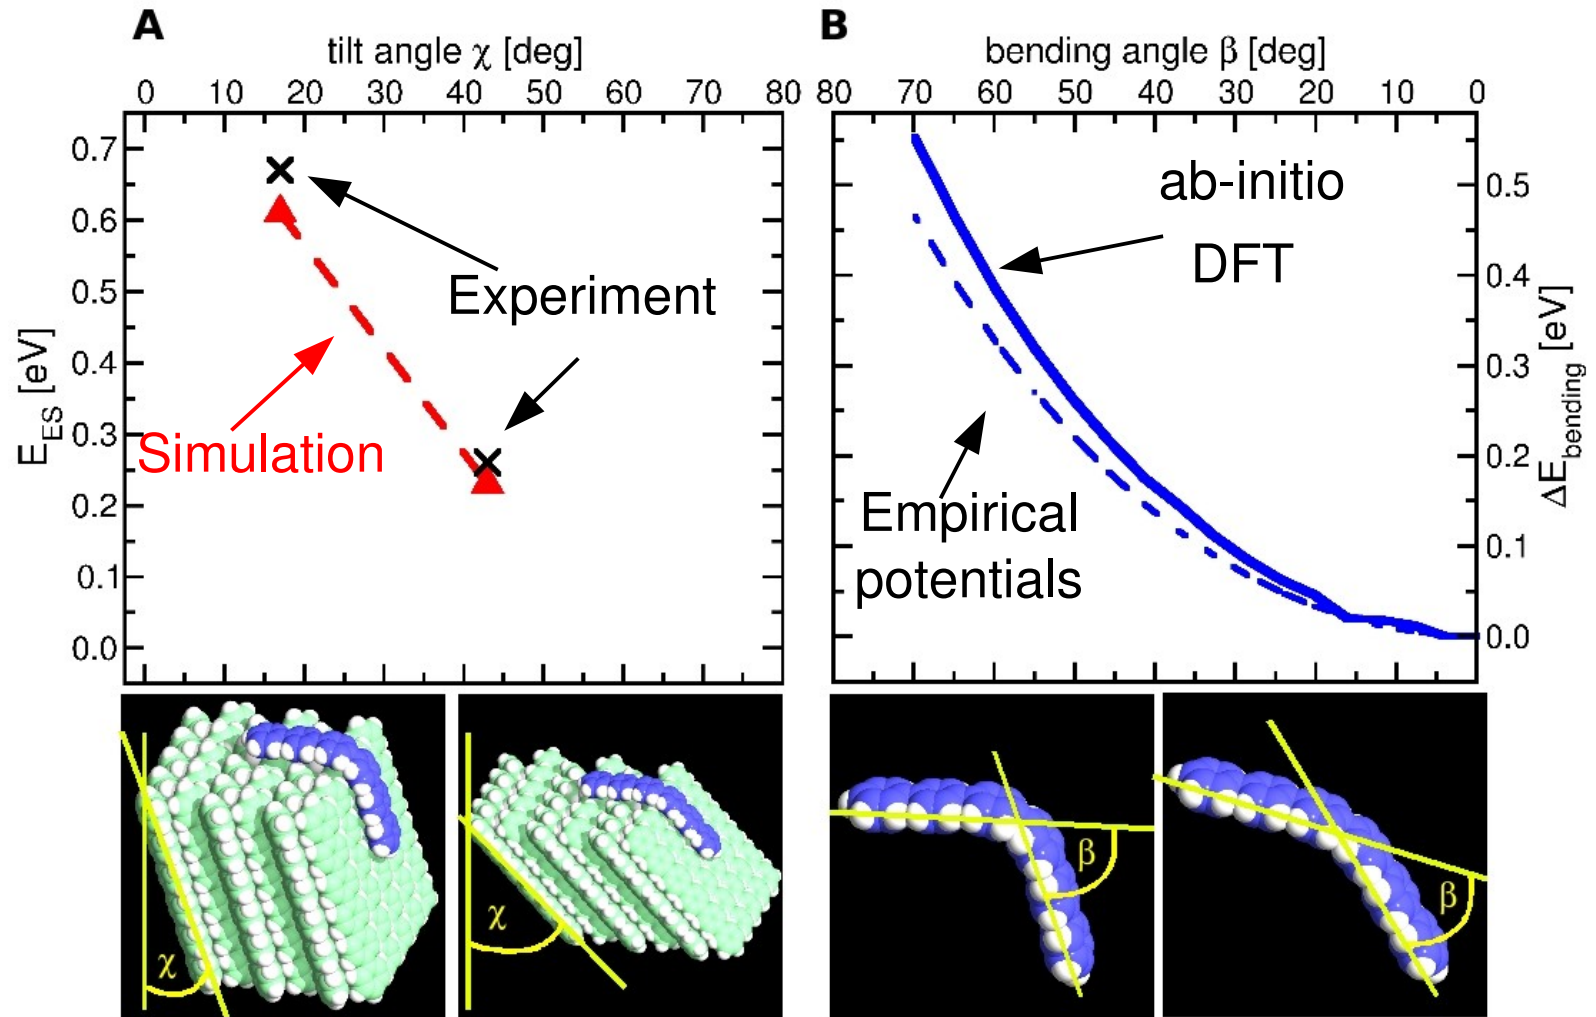 A
tilt angle χ [deg]
0 10 20 30 40 50 60 70 80
E_ES [eV]
0.7
0.6
0.5
0.4
0.3
0.2
0.1
0.0
Experiment
Simulation
χ
χ
B
bending angle β [deg]
80 70 60 50 40 30 20 10 0
ab-initio
DFT
Empirical
potentials
0.5
0.4
0.3
0.2
0.1
0.0
ΔE_bending [eV]
β
β